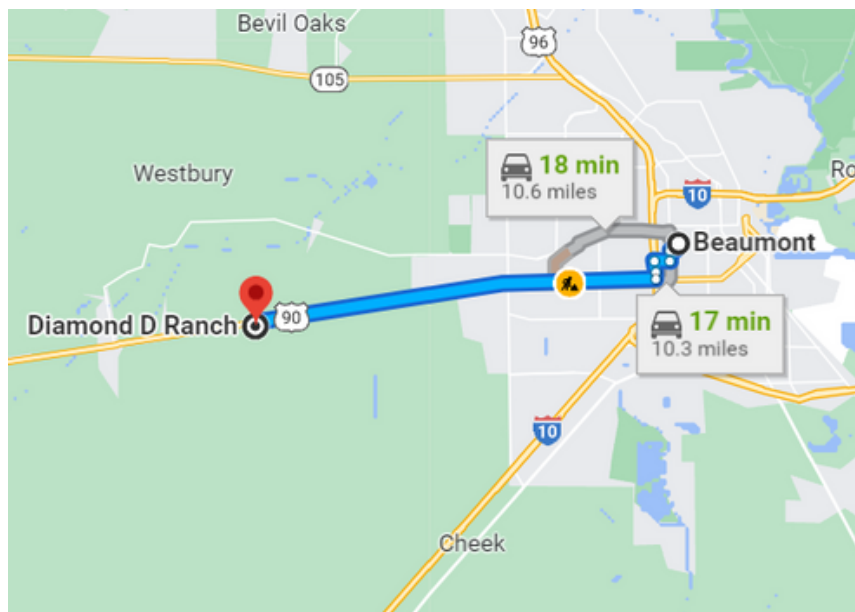 Bevil Oaks
96
105
Westbury
18 min
10.6 miles
10
Ro
Beaumont
Diamond D Ranch
90
17 min
10.3 miles
10
Cheek